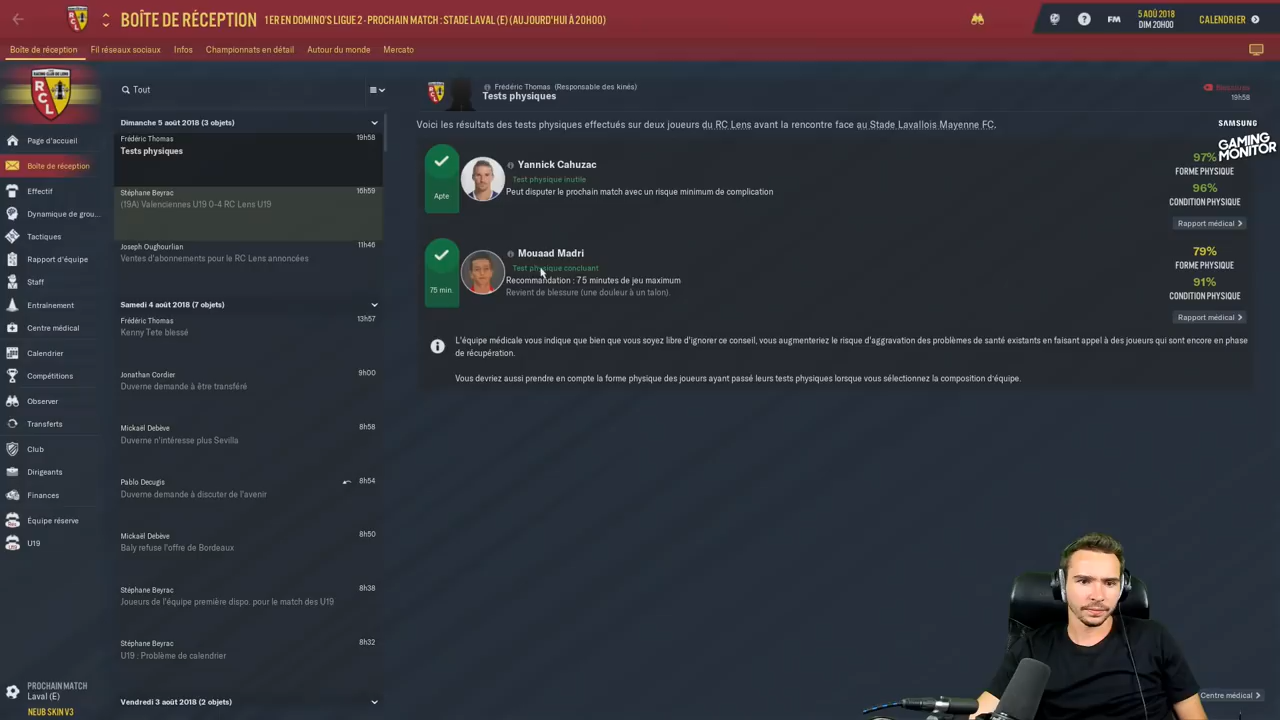 BOÎTE DE RÉCEPTION
1 ER EN DOMINO'S LIGUE 2 - PROCHAIN MATCH : STADE LAVAL (E) (AUJOURD'HUI À 20H00)
FM
5 AOÛ 2018
DIM 20H00
CALENDRIER
Boîte de réception
Fil réseaux sociaux
Infos
Championnats en détail
Autour du monde
Mercato
RCL
Page d'accueil
Boîte de réception
Effectif
Dynamique de grou...
Tactiques
Rapport d'équipe
Staff
Entraînement
Centre médical
Calendrier
Compétitions
Observer
Transferts
Club
Dirigeants
Finances
Équipe réserve
U19
PROCHAIN MATCH
Laval (E)
NEUB SKIN V3
Tout
Dimanche 5 août 2018 (3 objets)
Frédéric Thomas 19h58
Tests physiques
Stéphane Beyrac 16h59
(19A) Valenciennes U19 0-4 RC Lens U19
Joseph Oughourlian 11h46
Ventes d'abonnements pour le RC Lens annoncées
Samedi 4 août 2018 (7 objets)
Frédéric Thomas 13h57
Kenny Tete blessé
Jonathan Cordier 9h00
Duverne demande à être transféré
Mickaël Debève 8h58
Duverne n'intéresse plus Sevilla
Pablo Decugis 8h54
Duverne demande à discuter de l'avenir
Mickaël Debève 8h50
Baly refuse l'offre de Bordeaux
Stéphane Beyrac 8h38
Joueurs de l'équipe première dispo. pour le match des U19
Stéphane Beyrac 8h32
U19 : Problème de calendrier
Vendredi 3 août 2018 (2 objets)
Frédéric Thomas (Responsable des kinés)
Tests physiques
Blessures
19h58
Voici les résultats des tests physiques effectués sur deux joueurs du RC Lens avant la rencontre face au Stade Lavallois Mayenne FC.
SAMSUNG
GAMING
MONITOR
Apte
Yannick Cahuzac
Test physique inutile
Peut disputer le prochain match avec un risque minimum de complication
97%
FORME PHYSIQUE
96%
CONDITION PHYSIQUE
Rapport médical
75 min.
Mouaad Madri
Test physique concluant
Recommandation : 75 minutes de jeu maximum
Revient de blessure (une douleur à un talon).
79%
FORME PHYSIQUE
91%
CONDITION PHYSIQUE
Rapport médical
L'équipe médicale vous indique que bien que vous soyez libre d'ignorer ce conseil, vous augmenteriez le risque d'aggravation des problèmes de santé existants en faisant appel à des joueurs qui sont encore en phase
de récupération.
Vous devriez aussi prendre en compte la forme physique des joueurs ayant passé leurs tests physiques lorsque vous sélectionnez la composition d'équipe.
Centre médical